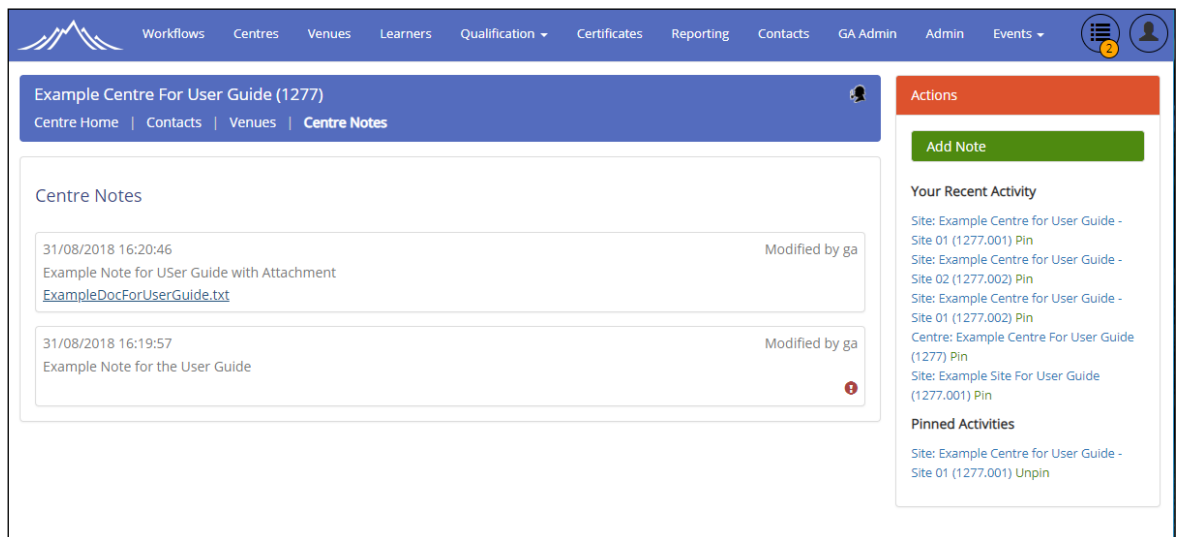 Workflows Centres Venues Learners Qualification Certificates Reporting Contacts GA Admin Admin Events 2
Example Centre For User Guide (1277)
Centre Home | Contacts | Venues | Centre Notes
Centre Notes
31/08/2018 16:20:46 Modified by ga
Example Note for USer Guide with Attachment
ExampleDocForUserGuide.txt
31/08/2018 16:19:57 Modified by ga
Example Note for the User Guide
Actions
Add Note
Your Recent Activity
Site: Example Centre for User Guide -
Site 01 (1277.001) Pin
Site: Example Centre for User Guide -
Site 02 (1277.002) Pin
Site: Example Centre for User Guide -
Site 01 (1277.002) Pin
Centre: Example Centre For User Guide
(1277) Pin
Site: Example Site For User Guide
(1277.001) Pin
Pinned Activities
Site: Example Centre for User Guide -
Site 01 (1277.001) Unpin